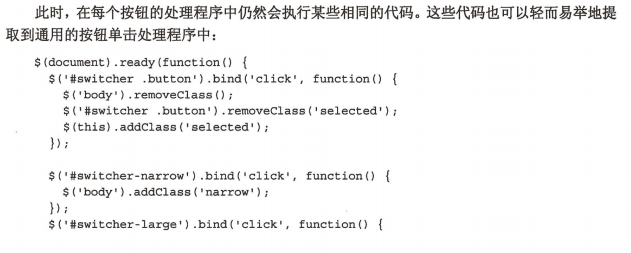 此时，在每个按钮的处理程序中仍然会执行某些相同的代码。这些代码也可以轻而易举地提
取到通用的按钮单击处理程序中：
$(document).ready(function() {
  $('#switcher .button').bind('click', function() {
    $('body').removeClass();
    $('#switcher .button').removeClass('selected');
    $(this).addClass('selected');
  });

  $('#switcher-narrow').bind('click', function() {
    $('body').addClass('narrow');
  });
  $('#switcher-large').bind('click', function() {